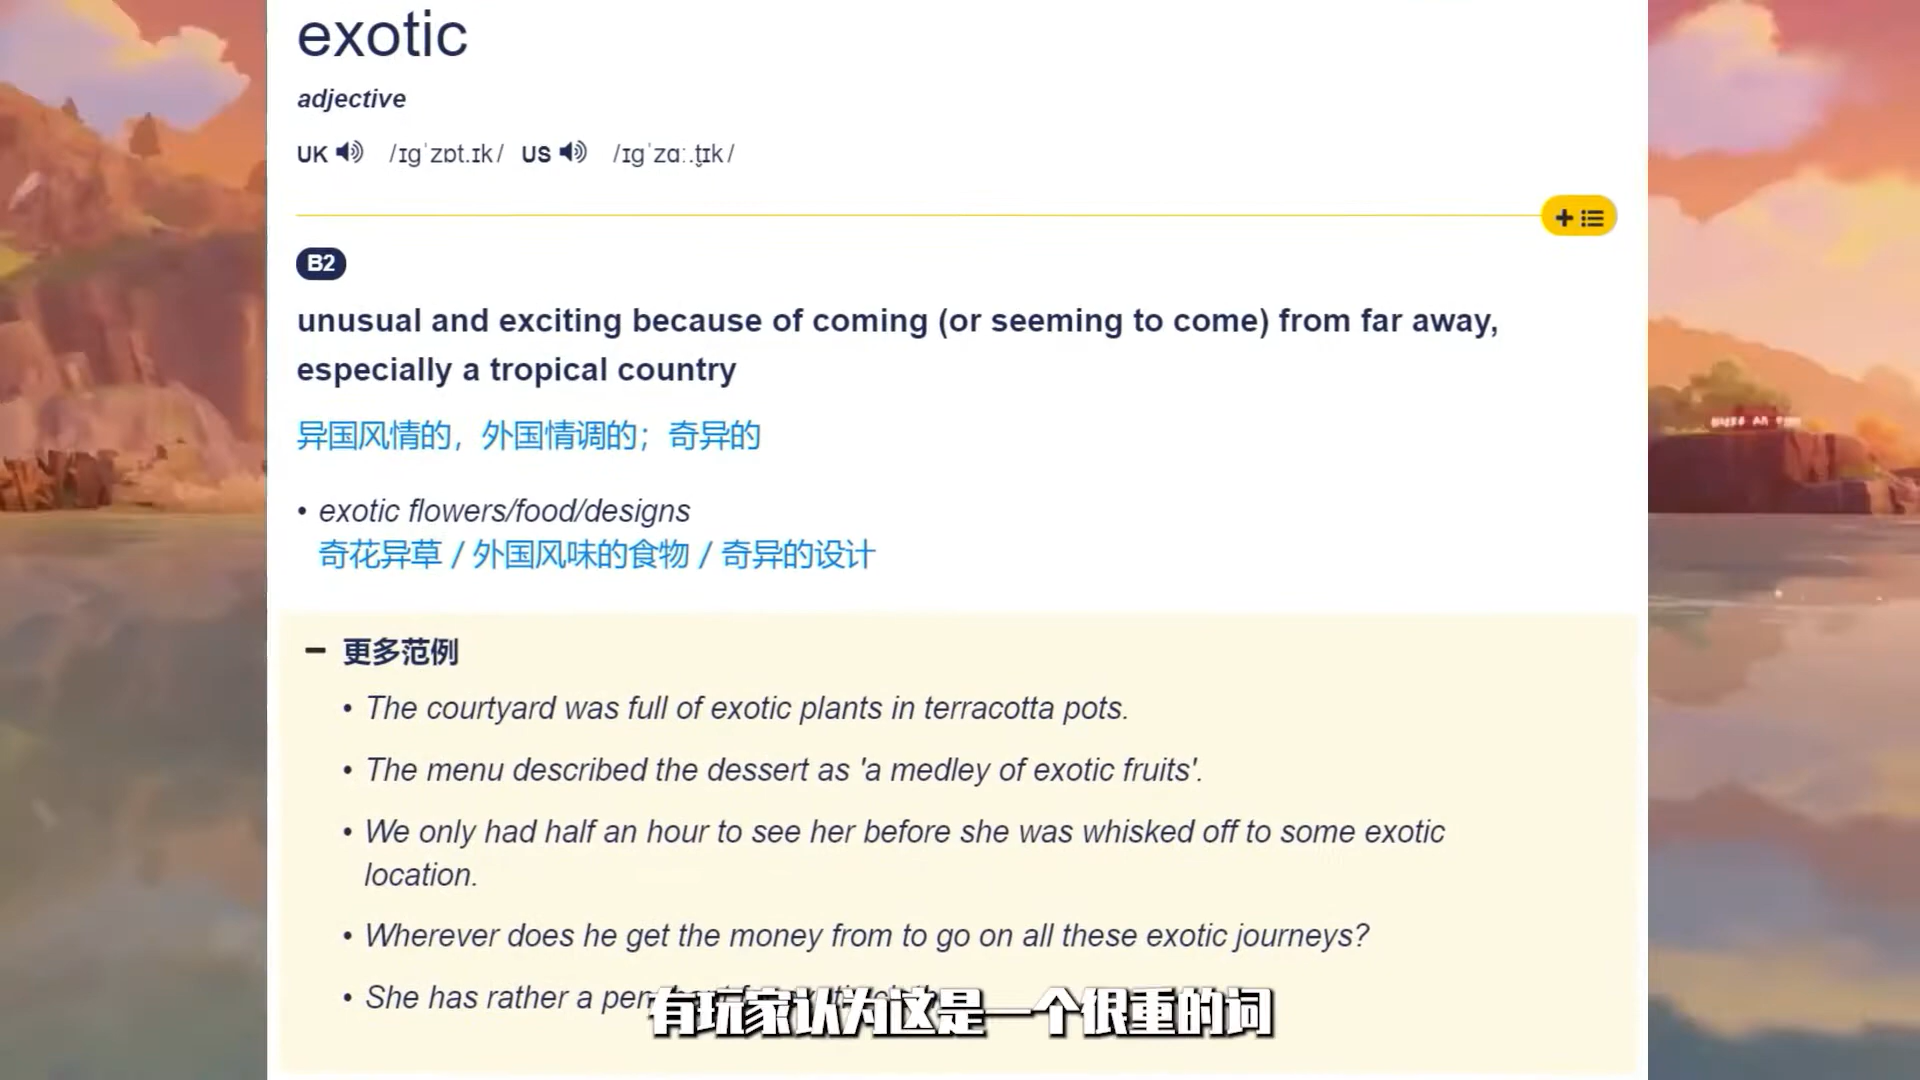 exotic
adjective
UK /ɪɡˈzɒt.ɪk/ US /ɪɡˈzɑː.t̬ɪk/
B2
unusual and exciting because of coming (or seeming to come) from far away,
especially a tropical country
异国风情的，外国情调的；奇异的
• exotic flowers/food/designs
奇花异草 / 外国风味的食物 / 奇异的设计
更多范例
• The courtyard was full of exotic plants in terracotta pots.
• The menu described the dessert as 'a medley of exotic fruits'.
• We only had half an hour to see her before she was whisked off to some exotic
location.
• Wherever does he get the money from to go on all these exotic journeys?
• She has rather a
有玩家认为这是一个很重的词